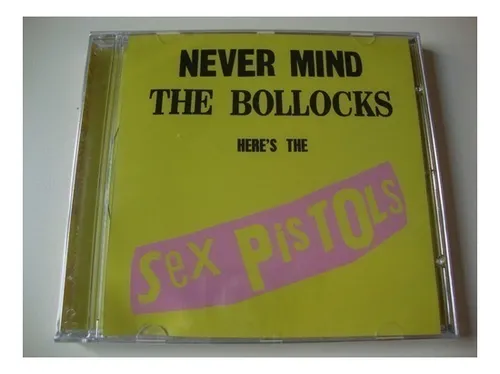 NEVER MIND
THE BOLLOCKS
HERE'S THE
Sex PisTOLs